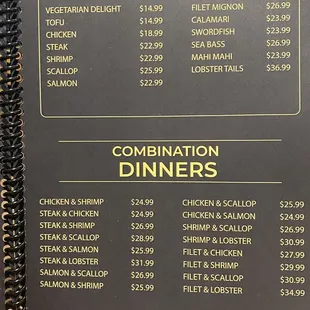 VEGETARIAN DELIGHT $14.99
TOFU $14.99
CHICKEN $18.99
STEAK $22.99
SHRIMP $22.99
SCALLOP $25.99
SALMON $22.99
FILET MIGNON $26.99
CALAMARI $23.99
SWORDFISH $23.99
SEA BASS $26.99
MAHI MAHI $23.99
LOBSTER TAILS $36.99
COMBINATION
DINNERS
CHICKEN & SHRIMP $24.99
STEAK & CHICKEN $24.99
STEAK & SHRIMP $26.99
STEAK & SCALLOP $28.99
STEAK & SALMON $25.99
STEAK & LOBSTER $31.99
SALMON & SCALLOP $26.99
SALMON & SHRIMP $25.99
CHICKEN & SCALLOP $25.99
CHICKEN & SALMON $24.99
SHRIMP & SCALLOP $26.99
SHRIMP & LOBSTER $30.99
FILET & CHICKEN $27.99
FILET & SHRIMP $29.99
FILET & SCALLOP $30.99
FILET & LOBSTER $34.99